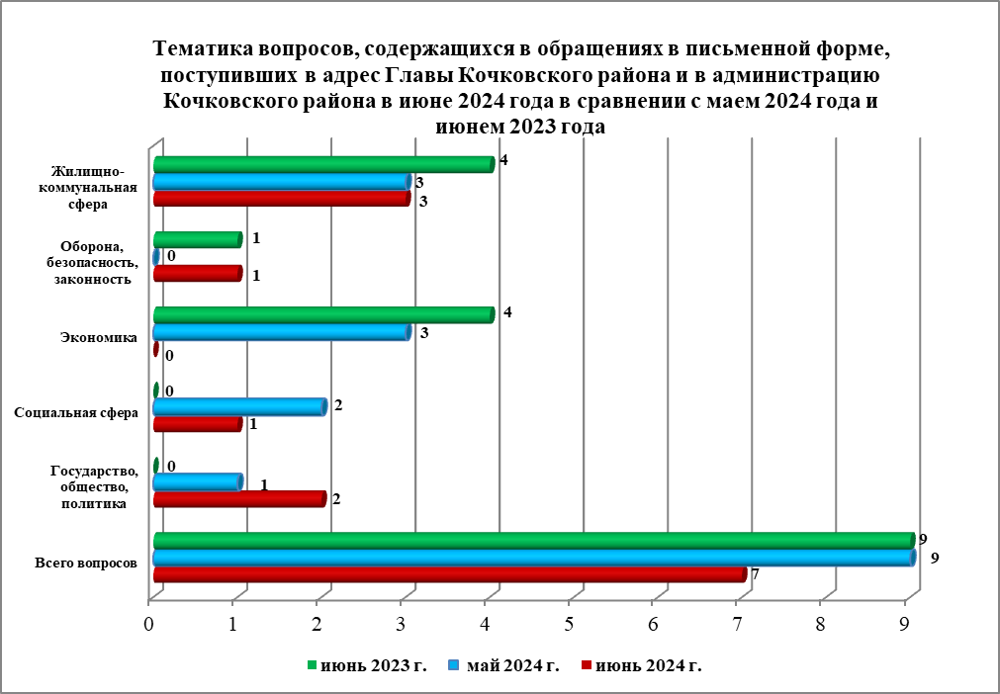 Тематика вопросов, содержащихся в обращениях в письменной форме,
поступивших в адрес Главы Кочковского района и в администрацию
Кочковского района в июне 2024 года в сравнении с маем 2024 года и
июнем 2023 года
Жилищно-
коммунальная
сфера
4
3
3
Оборона,
безопасность,
законность
1
0
1
Экономика
4
3
0
Социальная сфера
0
2
1
Государство,
общество,
политика
0
1
2
Всего вопросов
9
9
7
0 1 2 3 4 5 6 7 8 9
июнь 2023 г. май 2024 г. июнь 2024 г.